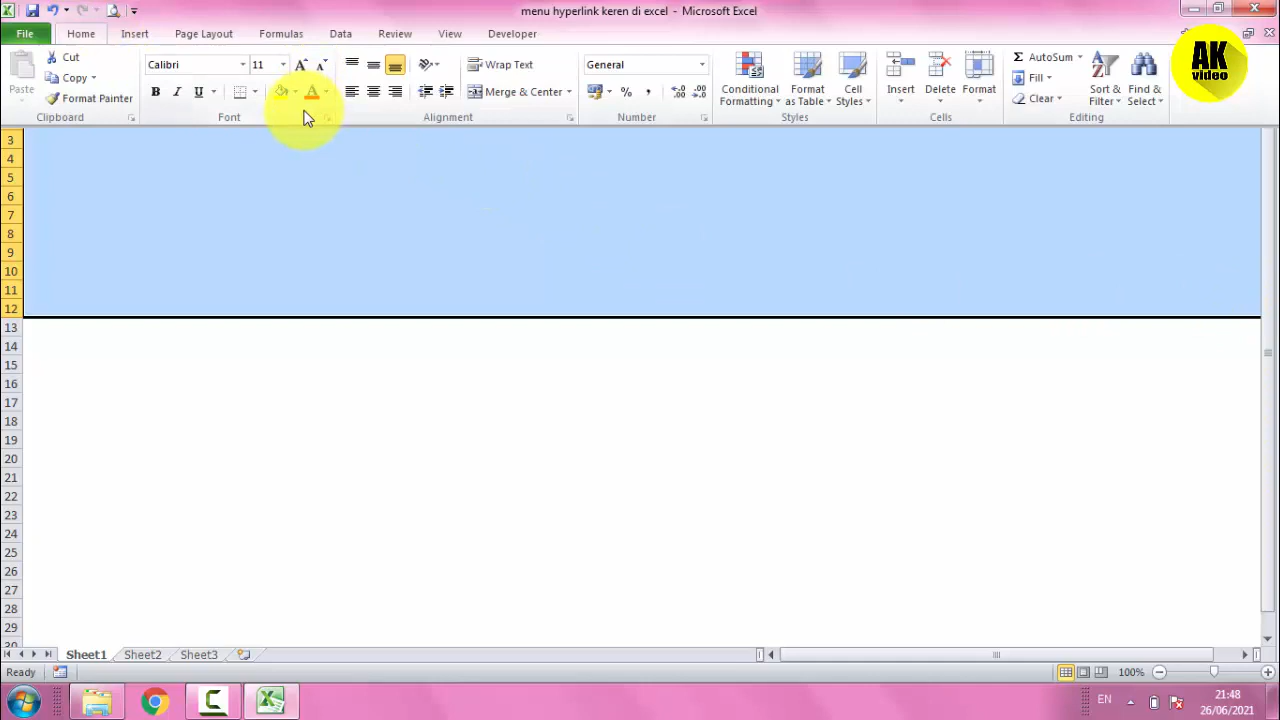 menu hyperlink keren di excel - Microsoft Excel
File Home Insert Page Layout Formulas Data Review View Developer
AK
video
Paste
Cut
Copy
Format Painter
Clipboard
Calibri 11
B I U A
Font
Wrap Text
Merge & Center
Alignment
General
%
Number
Conditional
Formatting
Format
as Table
Cell
Styles
Styles
Insert Delete Format
Cells
Σ AutoSum
Fill
Clear
Sort &
Filter
Find &
Select
Editing
3
4
5
6
7
8
9
10
11
12
13
14
15
16
17
18
19
20
21
22
23
24
25
26
27
28
29
30
Sheet1 Sheet2 Sheet3
Ready 100%
EN 21:48
26/06/2021